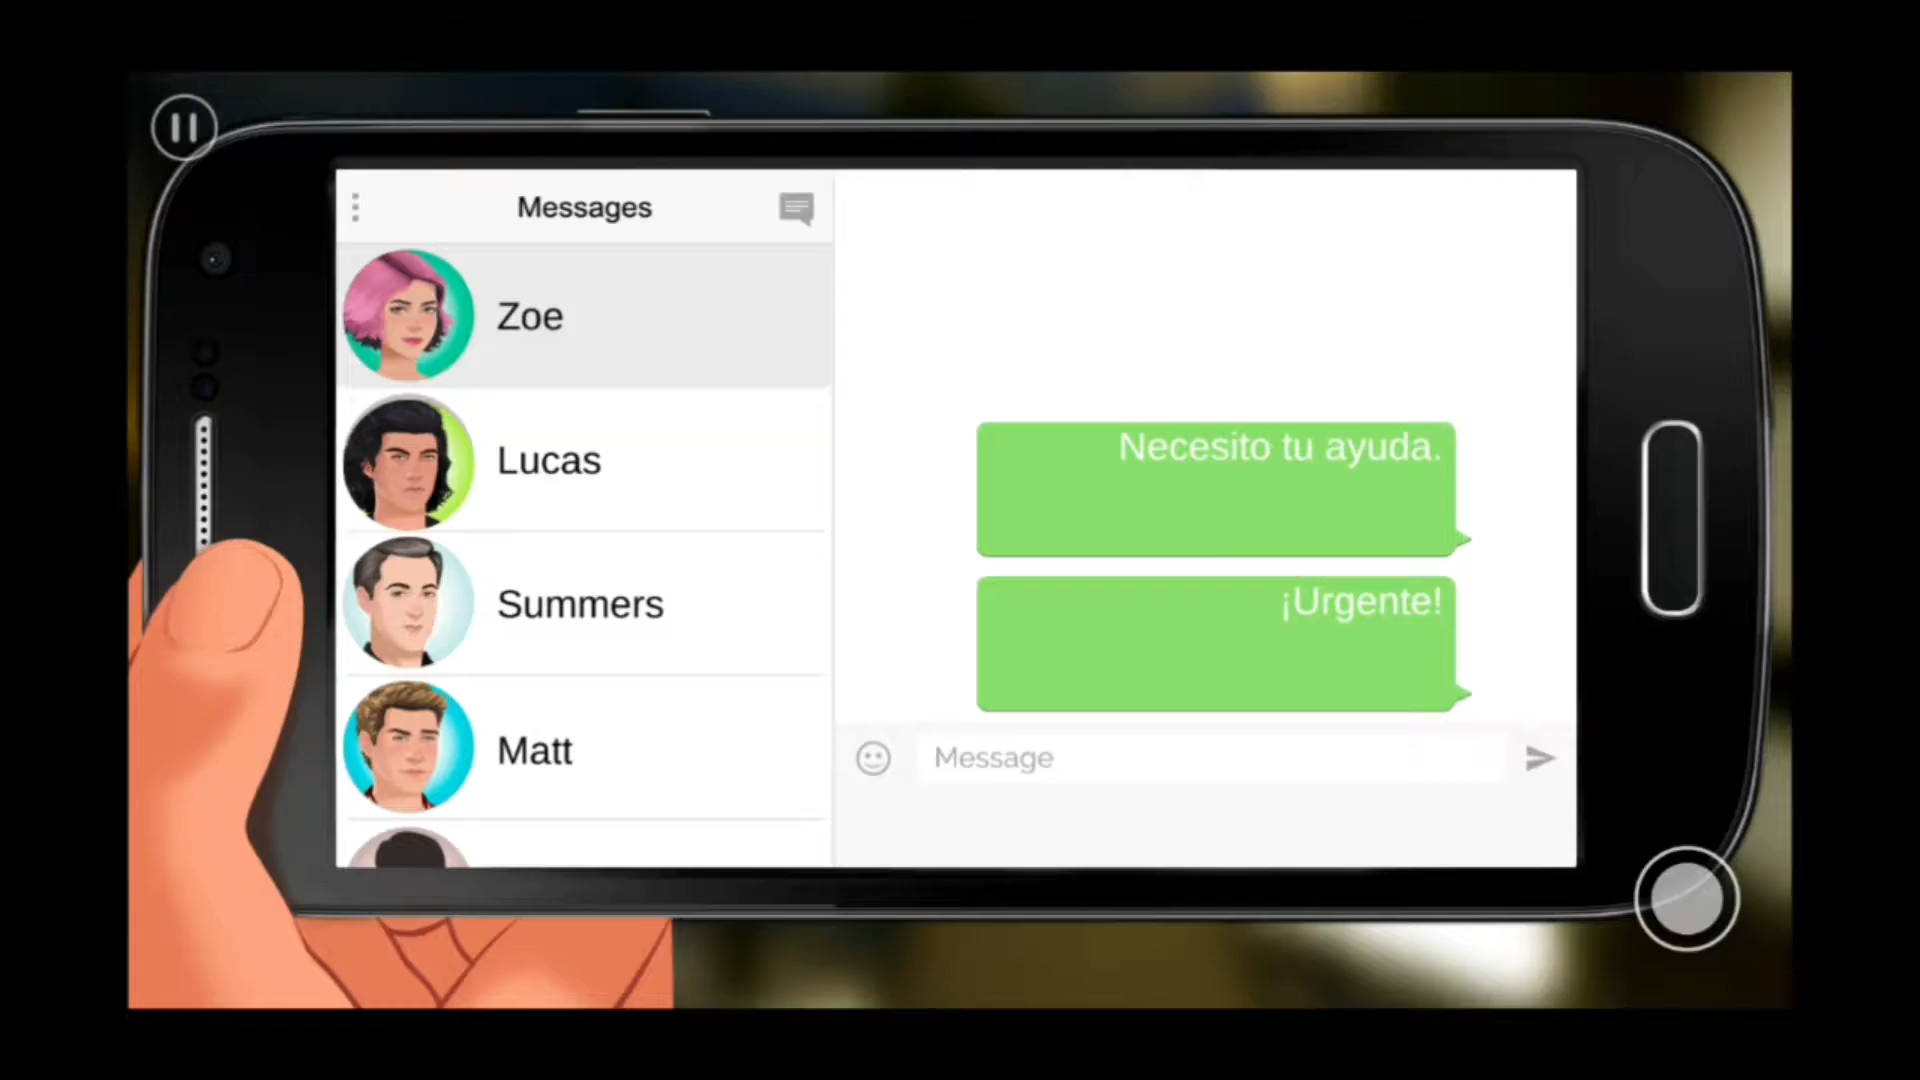 Messages
Zoe
Lucas
Summers
Matt
Necesito tu ayuda.
¡Urgente!
Message